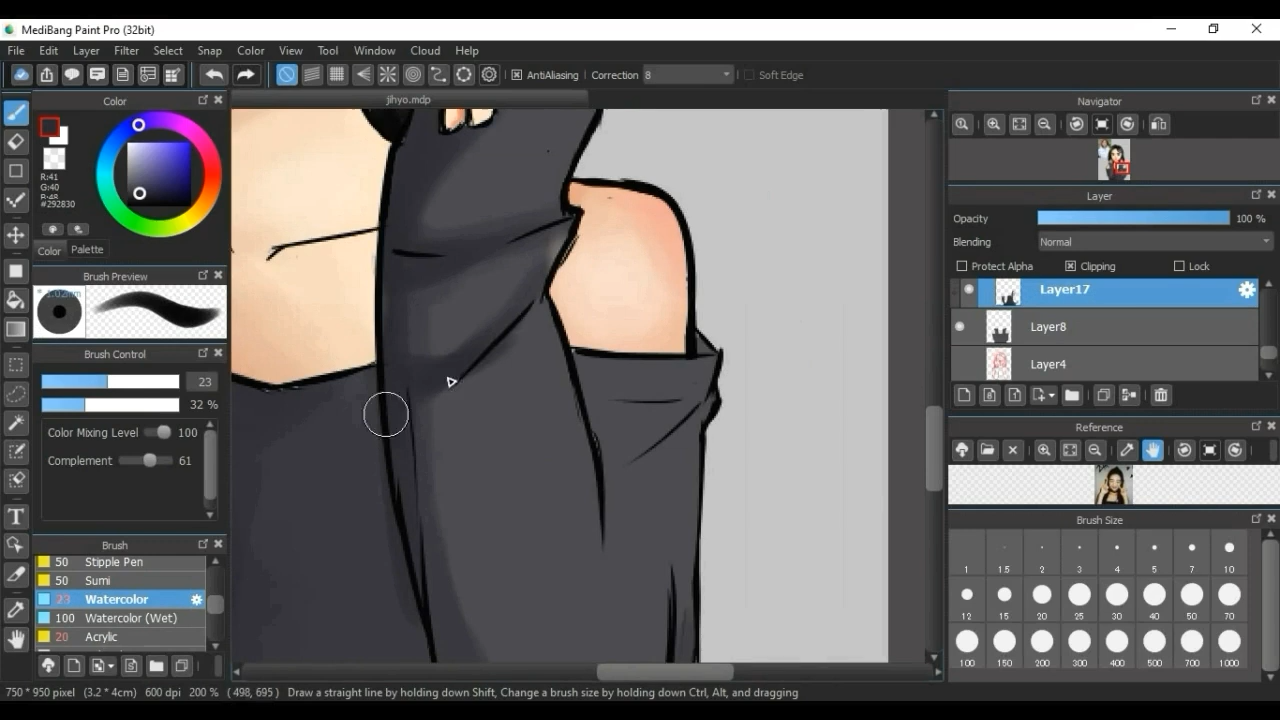 MediBang Paint Pro (32bit)
File Edit Layer Filter Select Snap Color View Tool Window Cloud Help
AntiAliasing Correction 8 Soft Edge
Color
jihyo.mdp
Navigator
R:41
G:40
B:48
#292830
Color Palette
Layer
Opacity 100 %
Blending Normal
Protect Alpha Clipping Lock
Brush Preview
1.02mm
Layer17
Layer8
Layer4
Brush Control
23
32 %
Color Mixing Level 100
Complement 61
Reference
Brush
50 Stipple Pen
50 Sumi
23 Watercolor
100 Watercolor (Wet)
20 Acrylic
Brush Size
1 1.5 2 3 4 5 7 10
12 15 20 25 30 40 50 70
100 150 200 300 400 500 700 1000
750 * 950 pixel (3.2 * 4cm) 600 dpi 200 % ( 498, 695 ) Draw a straight line by holding down Shift, Change a brush size by holding down Ctrl, Alt, and dragging